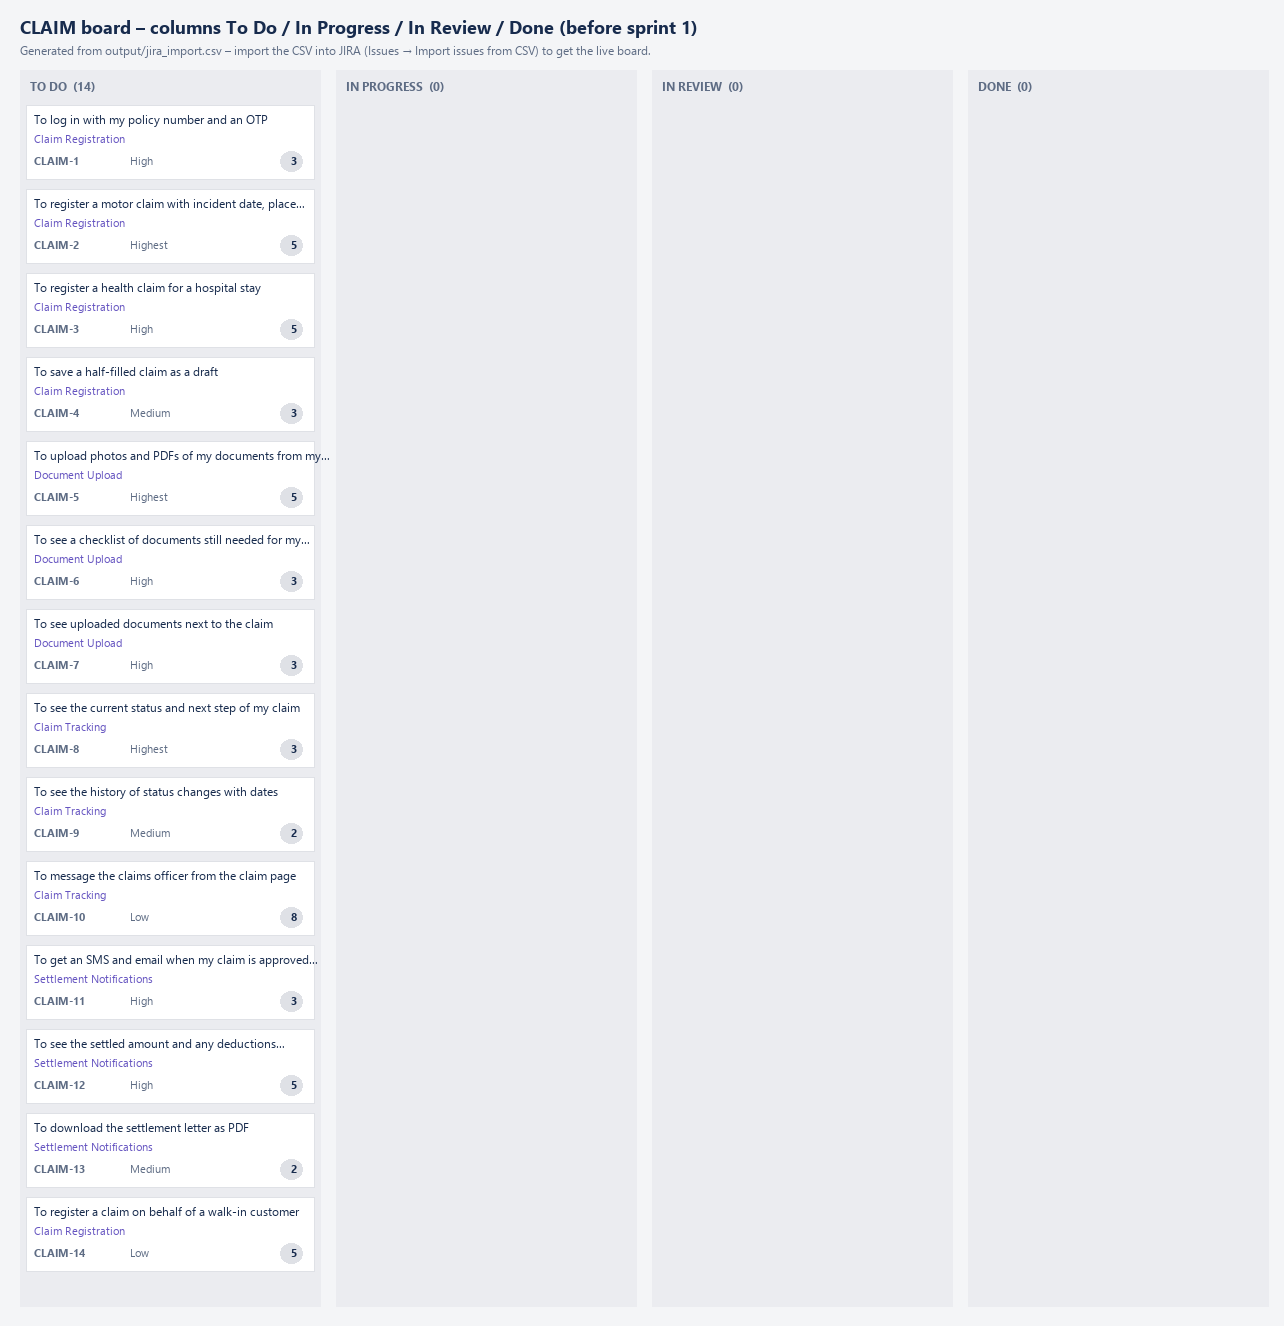 CLAIM board – columns To Do / In Progress / In Review / Done (before sprint 1)
Generated from output/jira_import.csv – import the CSV into JIRA (Issues → Import issues from CSV) to get the live board.
TO DO (14)
To log in with my policy number and an OTP
Claim Registration
CLAIM-1 High 3
To register a motor claim with incident date, place...
Claim Registration
CLAIM-2 Highest 5
To register a health claim for a hospital stay
Claim Registration
CLAIM-3 High 5
To save a half-filled claim as a draft
Claim Registration
CLAIM-4 Medium 3
To upload photos and PDFs of my documents from my...
Document Upload
CLAIM-5 Highest 5
To see a checklist of documents still needed for my...
Document Upload
CLAIM-6 High 3
To see uploaded documents next to the claim
Document Upload
CLAIM-7 High 3
To see the current status and next step of my claim
Claim Tracking
CLAIM-8 Highest 3
To see the history of status changes with dates
Claim Tracking
CLAIM-9 Medium 2
To message the claims officer from the claim page
Claim Tracking
CLAIM-10 Low 8
To get an SMS and email when my claim is approved...
Settlement Notifications
CLAIM-11 High 3
To see the settled amount and any deductions...
Settlement Notifications
CLAIM-12 High 5
To download the settlement letter as PDF
Settlement Notifications
CLAIM-13 Medium 2
To register a claim on behalf of a walk-in customer
Claim Registration
CLAIM-14 Low 5
IN PROGRESS (0)
IN REVIEW (0)
DONE (0)